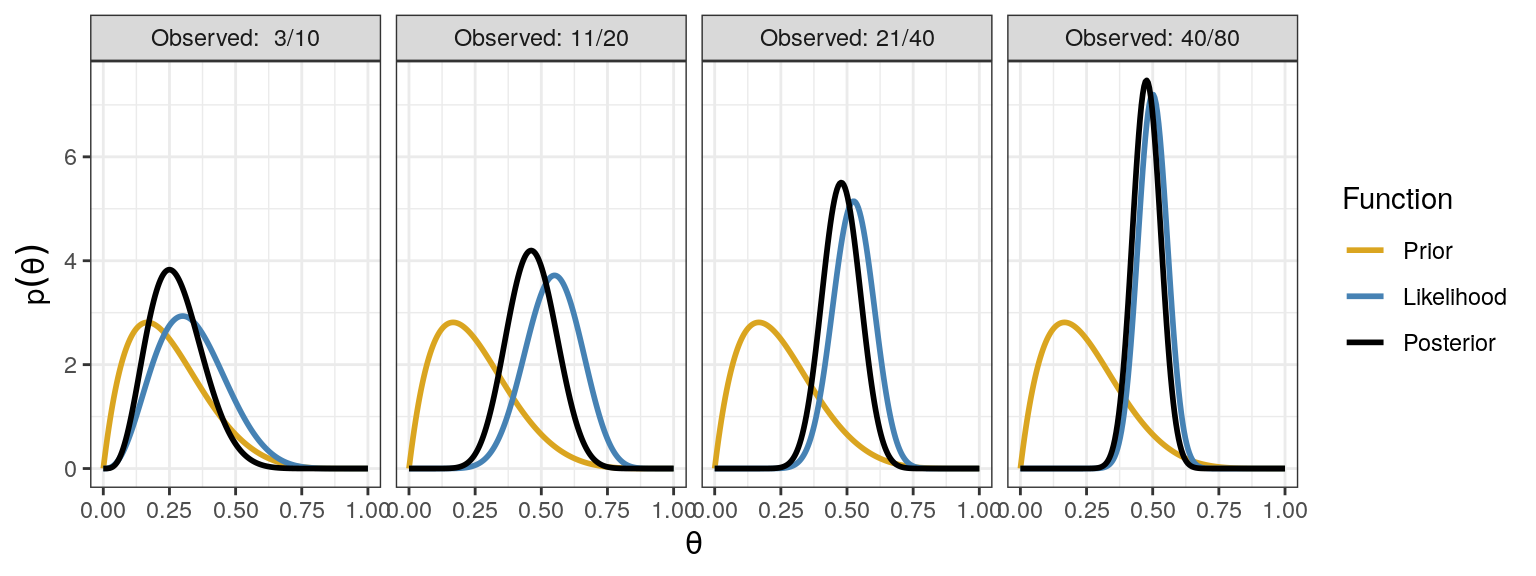 Observed:  3/10
Observed: 11/20
Observed: 21/40
Observed: 40/80
p(θ)
6
4
2
0
0.00 0.25 0.50 0.75 1.00
0.00 0.25 0.50 0.75 1.00
0.00 0.25 0.50 0.75 1.00
0.00 0.25 0.50 0.75 1.00
θ
Function
Prior
Likelihood
Posterior